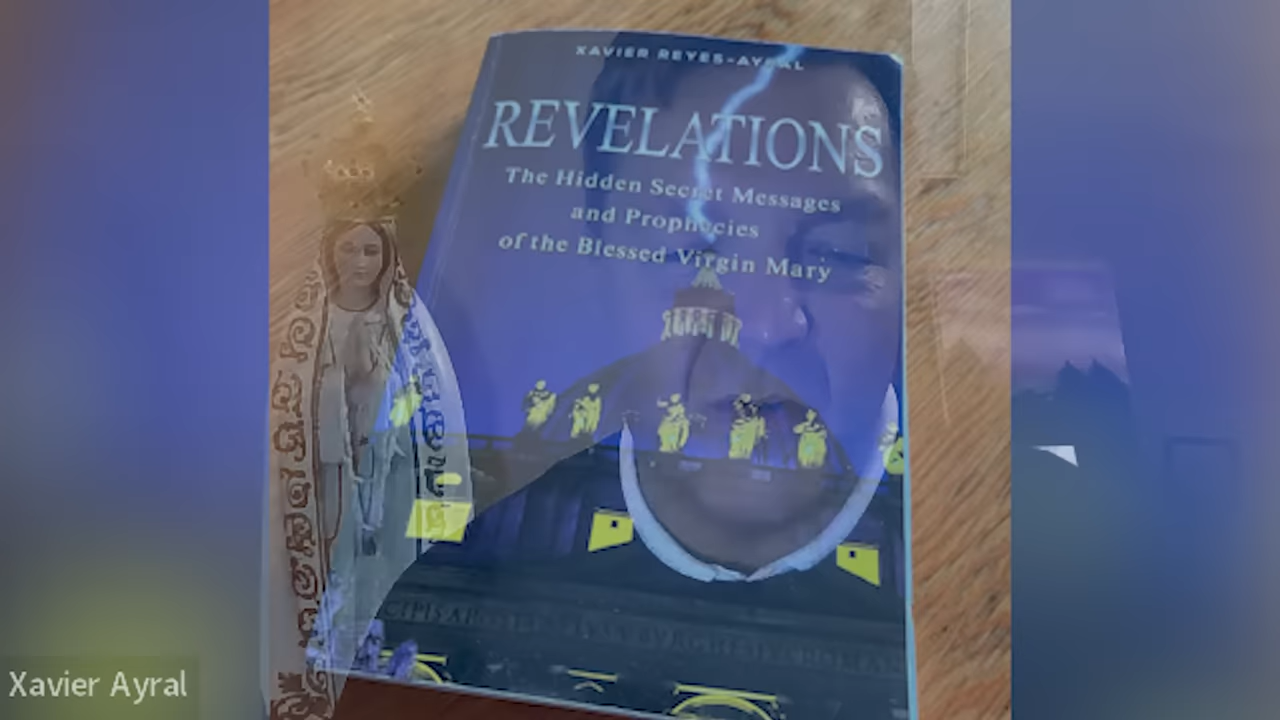 XAVIER REYES-AYRAL
REVELATIONS
The Hidden Secret Messages
and Prophecies
of the Blessed Virgin Mary
Xavier Ayral